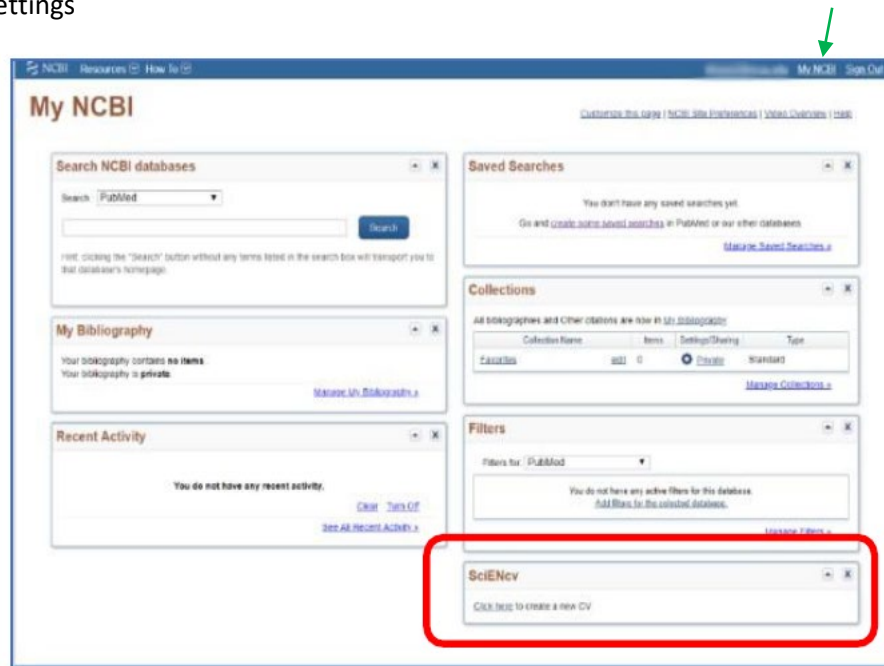 ettings
NCBI Resources How To My NCBI Sign Out
My NCBI
Customize this page | NCBI Site Preferences | Video Overview | Help
Search NCBI databases
Search: PubMed
Search
Hint: clicking the "Search" button without any terms listed in the search box will transport you to
that database's homepage.
My Bibliography
Your bibliography contains no items.
Your bibliography is private.
Manage My Bibliography »
Recent Activity
You do not have any recent activity.
Clear Turn Off
See All Recent Activity »
Saved Searches
You don't have any saved searches yet.
Go and create some saved searches in PubMed or our other databases.
Manage Saved Searches »
Collections
All bibliographies and Other citations are now in My Bibliography
Collection Name Items Settings/Sharing Type
Favorites edit 0 Private Standard
Manage Collections »
Filters
Filters for: PubMed
You do not have any active filters for this database.
Add filters for the selected database.
Manage Filters »
SciENcv
Click here to create a new CV